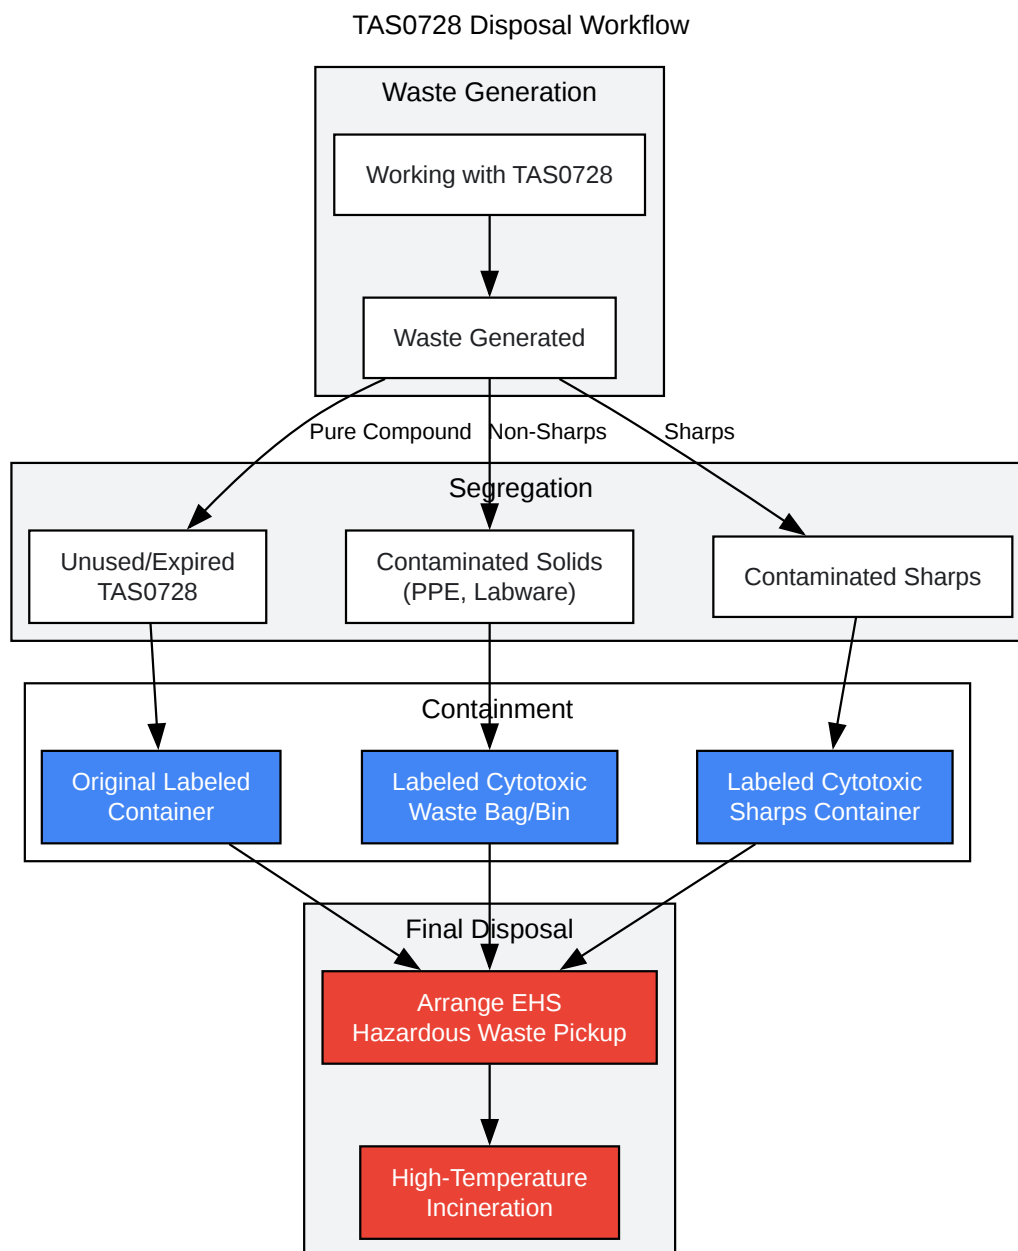 TAS0728 Disposal Workflow
Waste Generation
Working with TAS0728
Waste Generated
Pure Compound
Non-Sharps
Sharps
Segregation
Unused/Expired
TAS0728
Contaminated Solids
(PPE, Labware)
Contaminated Sharps
Containment
Original Labeled
Container
Labeled Cytotoxic
Waste Bag/Bin
Labeled Cytotoxic
Sharps Container
Final Disposal
Arrange EHS
Hazardous Waste Pickup
High-Temperature
Incineration